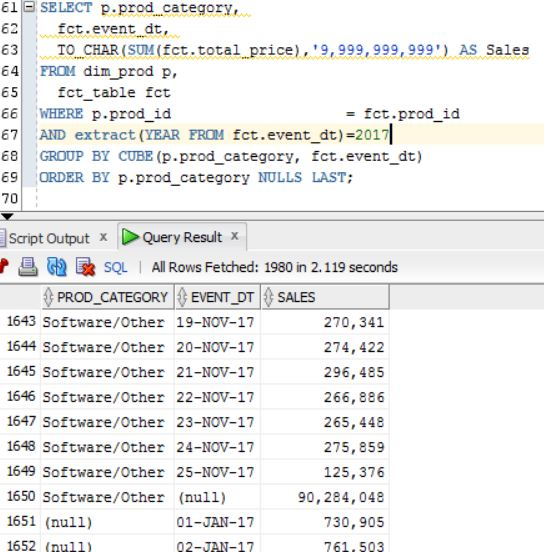 61 SELECT p.prod_category,
62 fct.event_dt,
63 TO_CHAR(SUM(fct.total_price),'9,999,999,999') AS Sales
64 FROM dim_prod p,
65 fct_table fct
66 WHERE p.prod_id = fct.prod_id
67 AND extract(YEAR FROM fct.event_dt)=2017
68 GROUP BY CUBE(p.prod_category, fct.event_dt)
69 ORDER BY p.prod_category NULLS LAST;
70
Script Output x Query Result x
SQL | All Rows Fetched: 1980 in 2.119 seconds
PROD_CATEGORY EVENT_DT SALES
1643 Software/Other 19-NOV-17 270,341
1644 Software/Other 20-NOV-17 274,422
1645 Software/Other 21-NOV-17 296,485
1646 Software/Other 22-NOV-17 266,886
1647 Software/Other 23-NOV-17 265,448
1648 Software/Other 24-NOV-17 275,859
1649 Software/Other 25-NOV-17 125,376
1650 Software/Other (null) 90,284,048
1651 (null) 01-JAN-17 730,905
1652 (null) 02-JAN-17 761,503